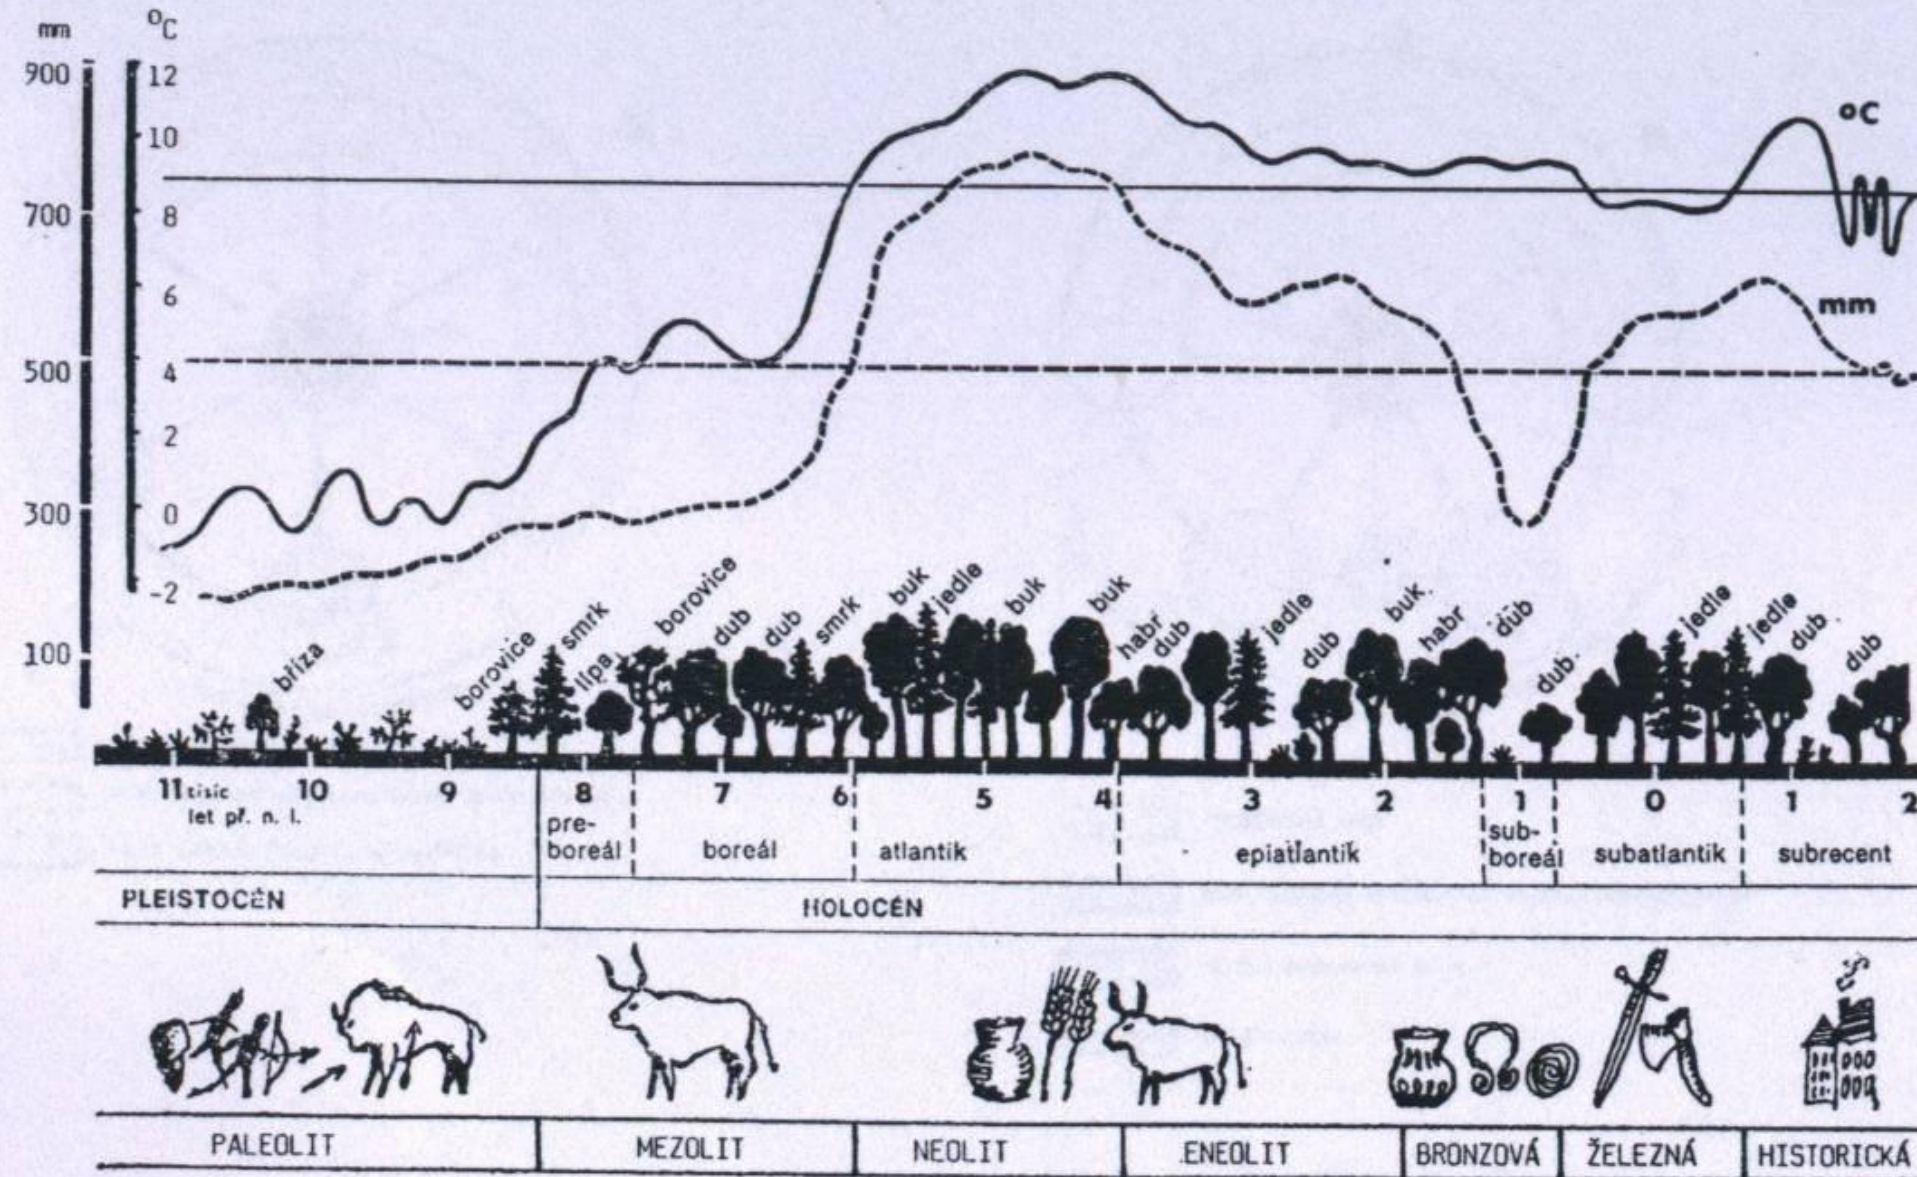 mm
°C
900
700
500
300
100
12
10
8
6
4
2
0
-2
°C
mm
bříza
borovice
smrk
lípa
borovice
dub
dub
smrk
buk
jedle
buk
buk
habr
dub
jedle
dub
buk
habr
dub
dub
jedle
jedle
dub
dub
11 tisíc 10 9 8 7 6 5 4 3 2 1 0 1 2
let př. n. l.
pre-
boreál
boreál
atlantik
epiatlantik
sub-
boreál
subatlantik
subrecent
PLEISTOCÉN
HOLOCÉN
PALEOLIT
MEZOLIT
NEOLIT
ENEOLIT
BRONZOVÁ
ŽELEZNÁ
HISTORICKÁ